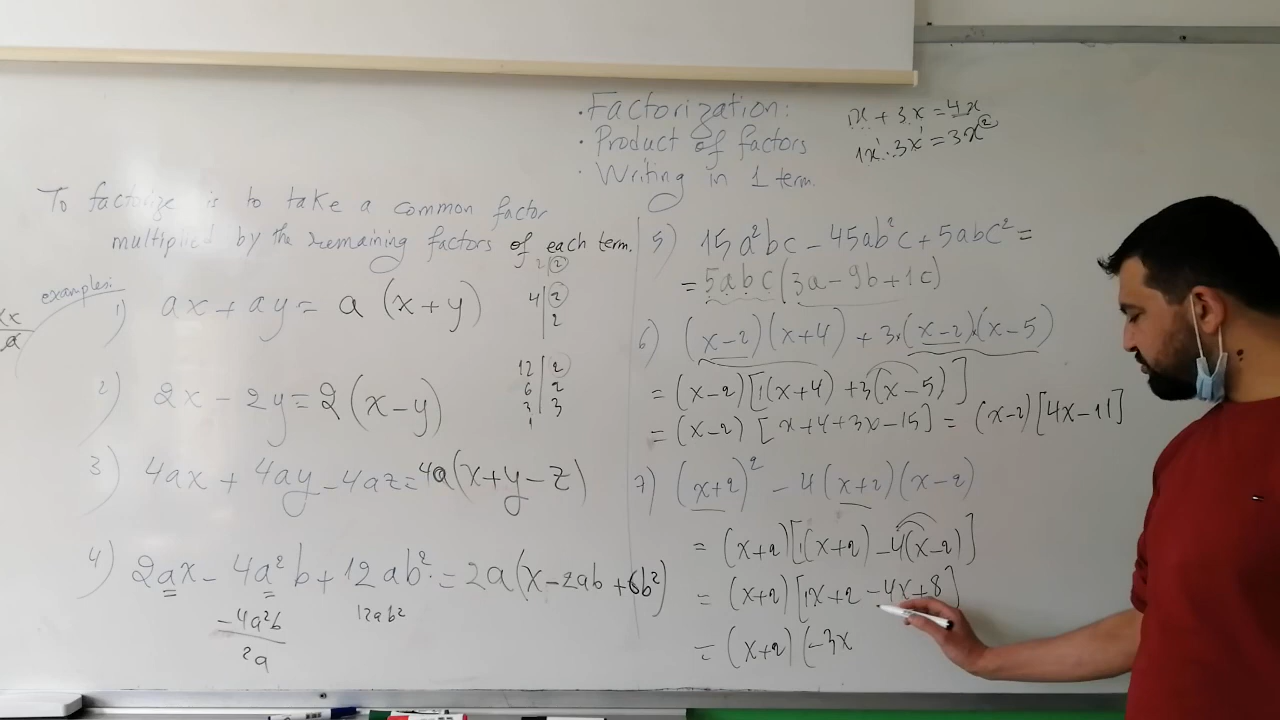 · Factorization:
· Product of factors
· Writing in 1 term.
1x + 3x = 4x
1x¹·3x¹ = 3x²
To factorize is to take a common factor
multiplied by the remaining factors of each term.
examples:
1) ax + ay = a (x+y)
2) 2x - 2y = 2 (x-y)
3) 4ax + 4ay - 4az = 4a(x+y-z)
4) 2ax - 4a²b + 12ab² = 2a(x-2ab+6b²)
-4a²b
2a
12ab²
2 | 2
4 | 2
| 2
12 | 2
6 | 2
3 | 3
1
5) 15a²bc - 45ab²c + 5abc² =
= 5abc (3a - 9b + 1c)
6) (x-2)(x+4) + 3·(x-2)·(x-5)
= (x-2)[1(x+4) + 3(x-5)]
= (x-2) [x+4+3x-15] = (x-2)[4x-11]
7) (x+2)² - 4(x+2)(x-2)
= (x+2)[1(x+2) - 4(x-2)]
= (x+2)[1x+2 - 4x+8]
= (x+2)(-3x